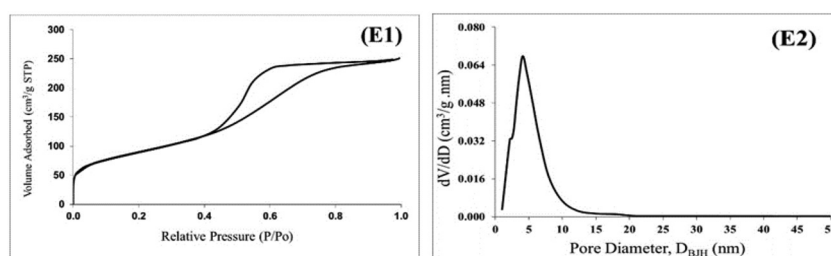 (E1)
Volume Adsorbed (cm³/g STP)
300
250
200
150
100
50
0
0.0 0.2 0.4 0.6 0.8 1.0
Relative Pressure (P/Po)
(E2)
dV/dD (cm³/g .nm)
0.080
0.064
0.048
0.032
0.016
0.000
0 5 10 15 20 25 30 35 40 45 5
Pore Diameter, D_BJH (nm)